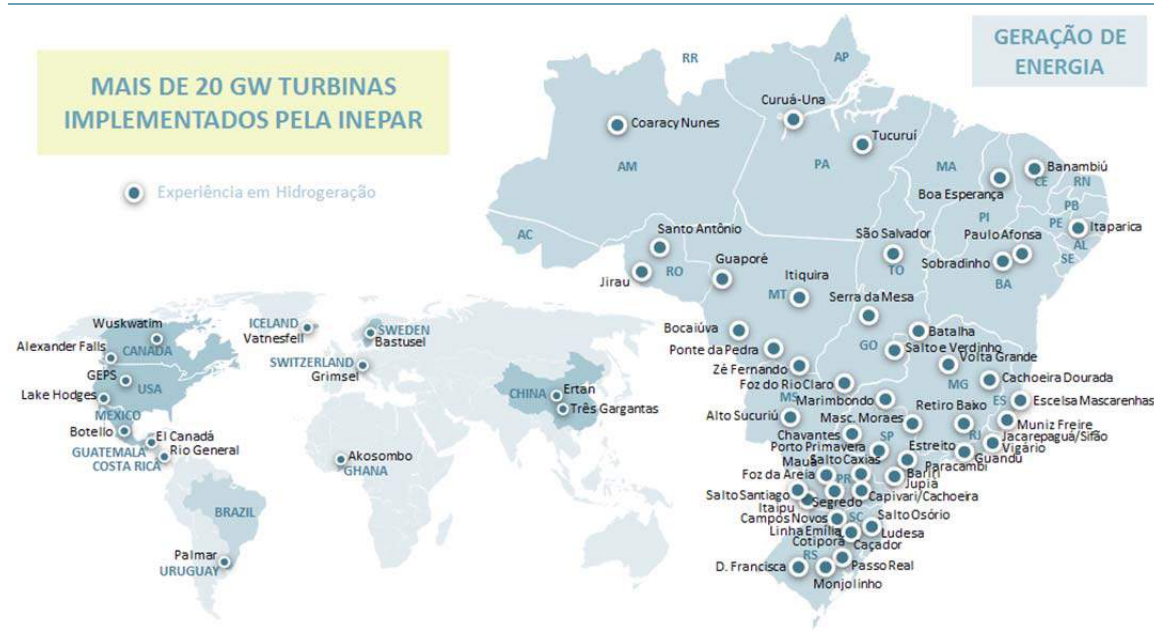 MAIS DE 20 GW TURBINAS
IMPLEMENTADOS PELA INEPAR
GERAÇÃO DE
ENERGIA
Experiência em Hidrogeração
RR
AP
Curuá-Una
Coaracy Nunes
Tucuruí
AM
PA
MA
Banambiú
CE
RN
Boa Esperança
PB
PI
PE
Itaparica
AC
Santo Antônio
São Salvador
Paulo Afonsa
AL
SE
Jirau
RO
Guaporé
TO
Sobradinho
BA
Itiquira
MT
Serra da Mesa
Bocaiúva
Batalha
Ponte da Pedra
GO
Salto e Verdinho
Volta Grande
Zé Fernando
MG
Cachoeira Dourada
Foz do Rio Claro
MS
Marimbondo
ES
Escelsa Mascarenhas
Alto Sucuriú
Masc. Moraes
Retiro Baixo
Muniz Freire
Chavantes
SP
RJ
Jacarepaguá/Sifão
Porto Primavera
Estreito
Vigário
Guandu
Mauá
Salto Caxias
Paracambi
Foz da Areia
PR
Bariri
Jupia
Salto Santiago
Segredo
Capivari/Cachoeira
Itaipu
Campos Novos
SC
Salto Osório
Linha Emília
Ludesa
Cotiporã
Caçador
RS
D. Francisca
Passo Real
Monjolinho
Wuskwatim
CANADA
Alexander Falls
GEPS
USA
Lake Hodges
MEXICO
Botello
El Canadá
GUATEMALA
Rio General
COSTA RICA
BRAZIL
Palmar
URUGUAY
ICELAND
Vatnesfell
SWEDEN
Bastusel
SWITZERLAND
Grimsel
CHINA
Ertan
Três Gargantas
Akosombo
GHANA